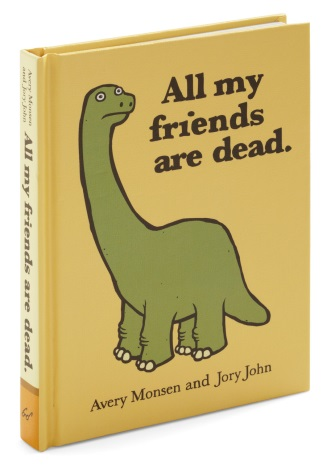 All my
friends
are dead.
Avery Monsen and Jory John
Avery Monsen
and Jory John
All my friends are dead.